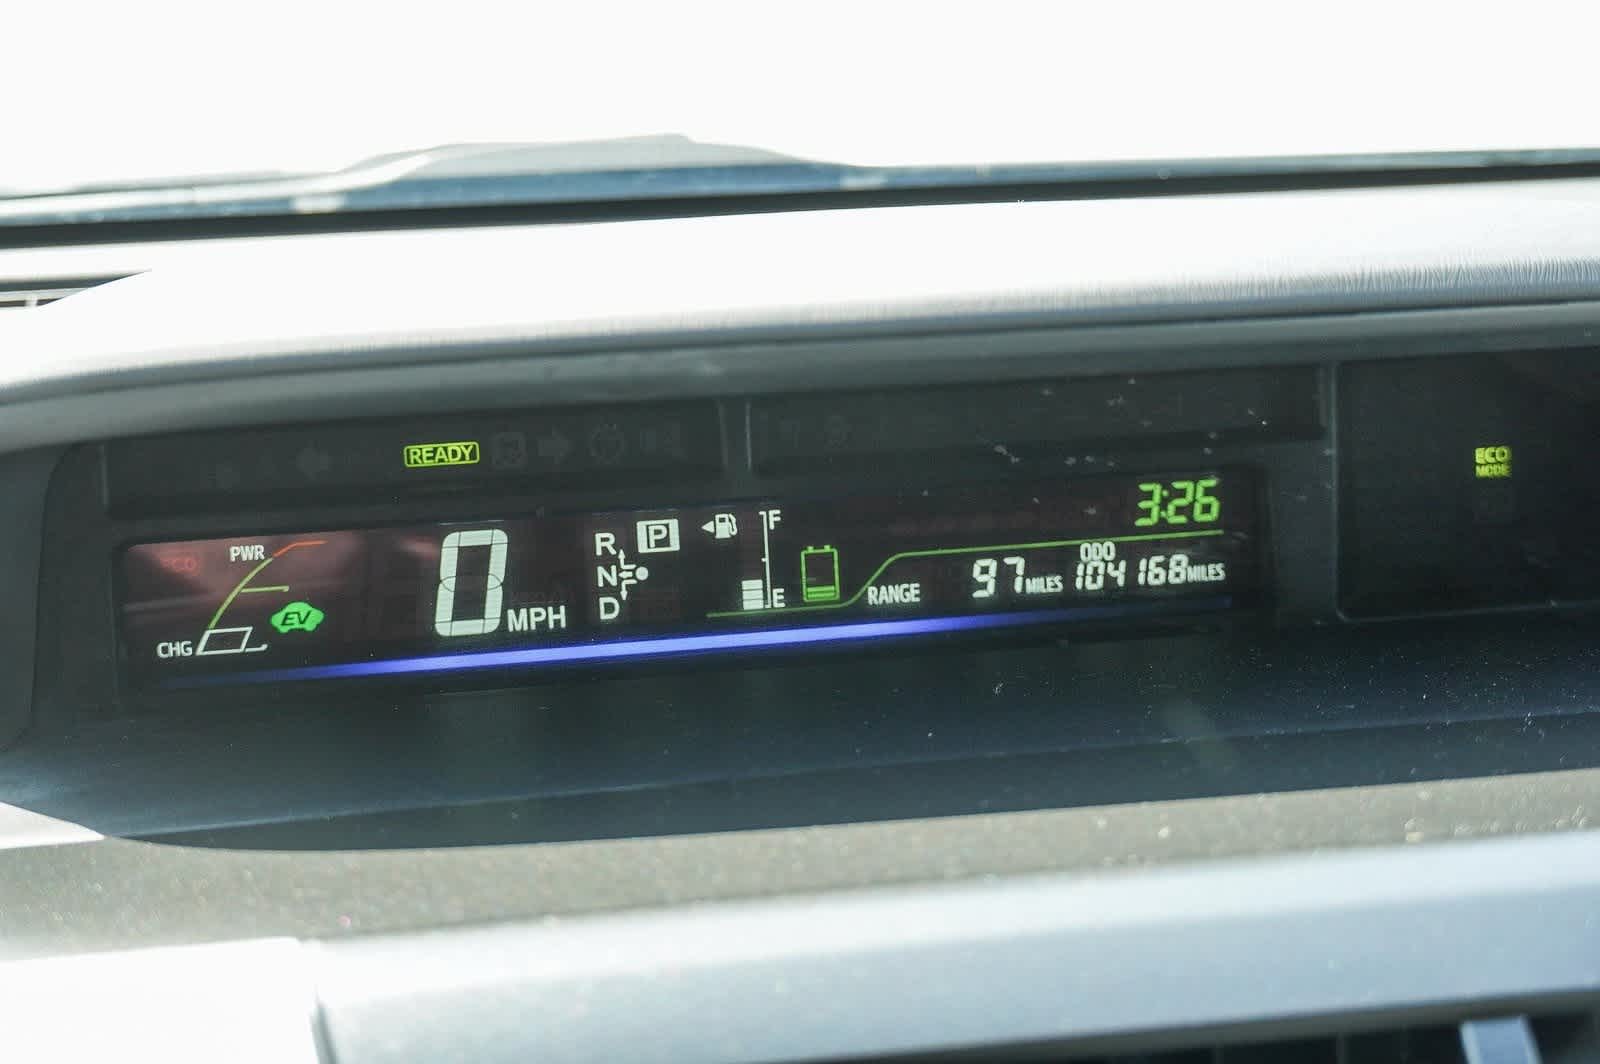 READY
ECO
MODE
3:26
ECO
PWR
CHG
EV
0 MPH
R
P
N
D
F
E
RANGE 97 MILES
ODO
104168 MILES